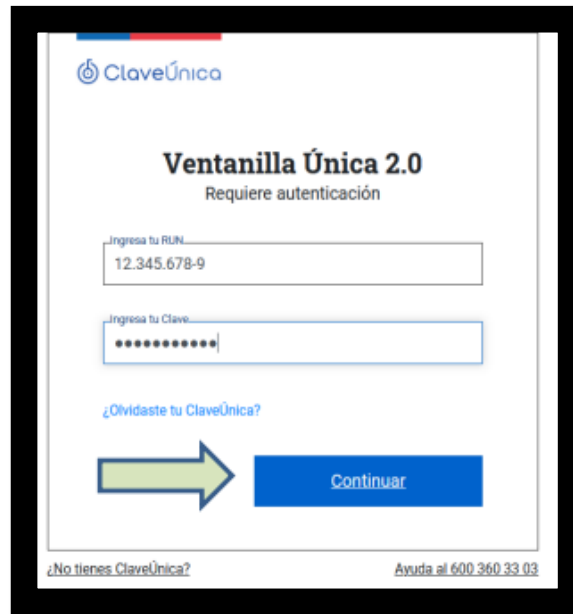 ClaveÚnica
Ventanilla Única 2.0
Requiere autenticación
Ingresa tu RUN
12.345.678-9
Ingresa tu Clave
●●●●●●●●●●●
¿Olvidaste tu ClaveÚnica?
Continuar
¿No tienes ClaveÚnica? Ayuda al 600 360 33 03